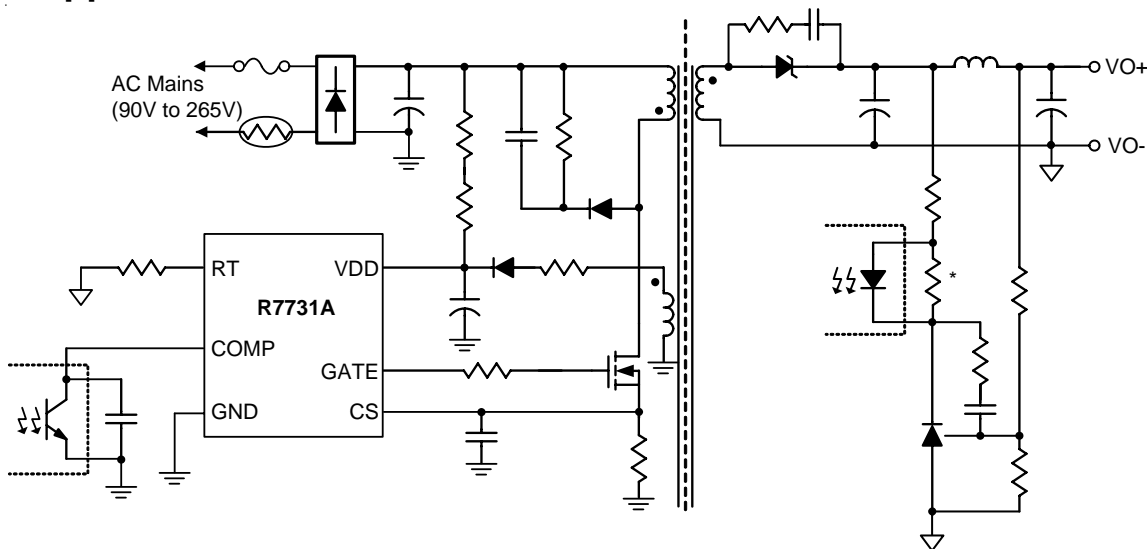 VO+
AC Mains
(90V to 265V)
VO-
RT
VDD
R7731A
*
COMP
GATE
GND
CS